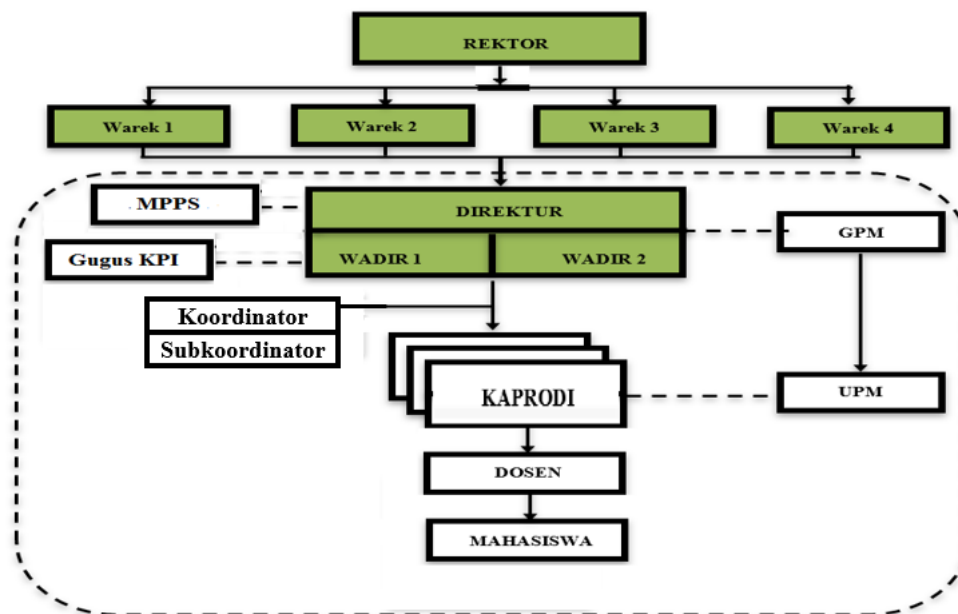 REKTOR
Warek 1
Warek 2
Warek 3
Warek 4
MPPS
DIREKTUR
GPM
Gugus KPI
WADIR 1
WADIR 2
Koordinator
Subkoordinator
KAPRODI
UPM
DOSEN
MAHASISWA